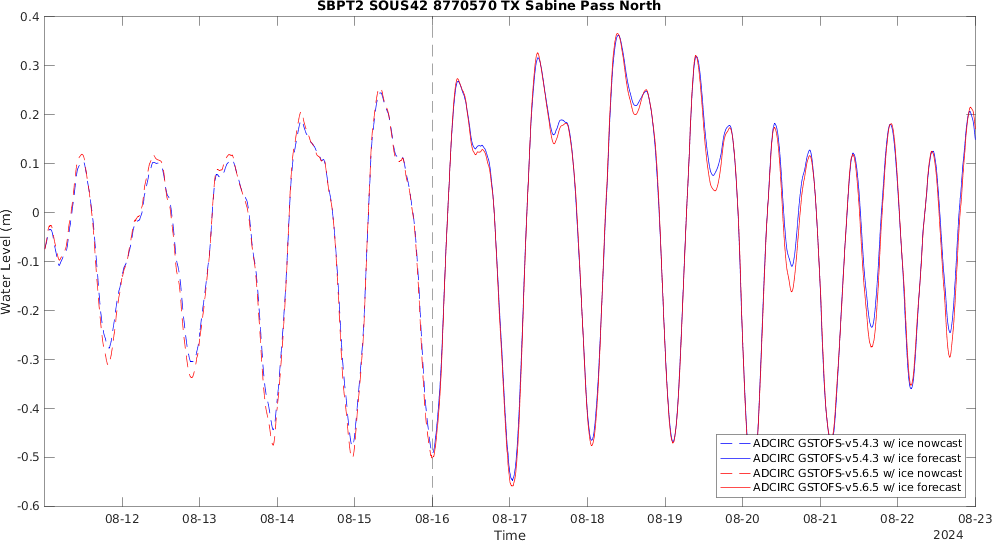 SBPT2 SOUS42 8770570 TX Sabine Pass North
0.4
0.3
0.2
0.1
0
-0.1
-0.2
-0.3
-0.4
-0.5
-0.6
Water Level (m)
ADCIRC GSTOFS-v5.4.3 w/ ice nowcast
ADCIRC GSTOFS-v5.4.3 w/ ice forecast
ADCIRC GSTOFS-v5.6.5 w/ ice nowcast
ADCIRC GSTOFS-v5.6.5 w/ ice forecast
08-12 08-13 08-14 08-15 08-16 08-17 08-18 08-19 08-20 08-21 08-22 08-23
Time
2024